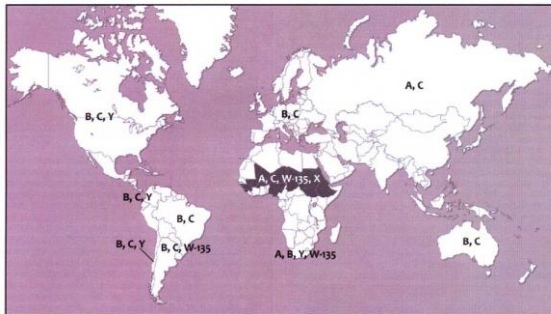 A, C
B, C, Y
B, C
A, C, W-135, X
B, C, Y
B, C
B, C, Y
B, C, W-135
B, C
A, B, Y, W-135